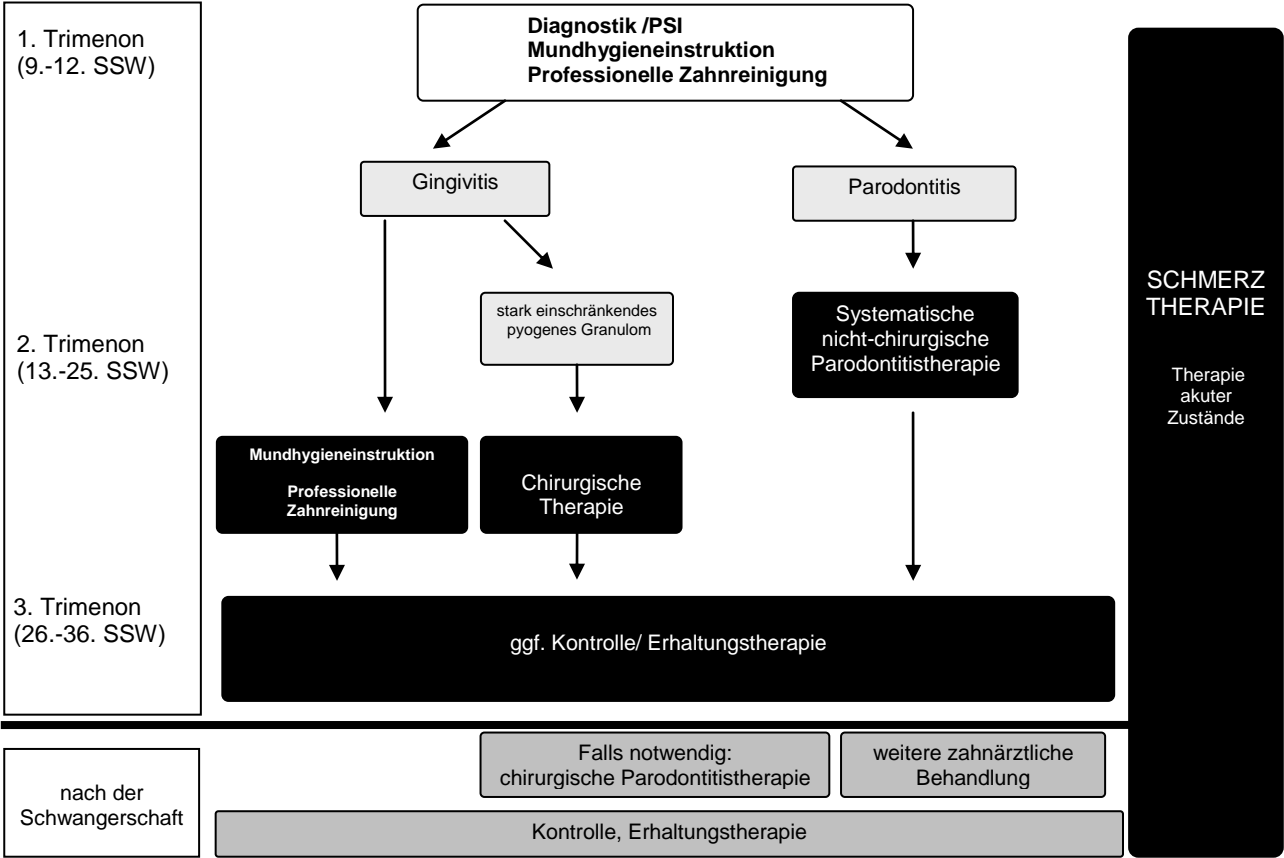 1. Trimenon
(9.-12. SSW)
Diagnostik /PSI
Mundhygieneinstruktion
Professionelle Zahnreinigung
Gingivitis
Parodontitis
2. Trimenon
(13.-25. SSW)
stark einschränkendes
pyogenes Granulom
Systematische
nicht-chirurgische
Parodontitistherapie
SCHMERZ
THERAPIE
Therapie
akuter
Zustände
Mundhygieneinstruktion
Professionelle
Zahnreinigung
Chirurgische
Therapie
3. Trimenon
(26.-36. SSW)
ggf. Kontrolle/ Erhaltungstherapie
nach der
Schwangerschaft
Falls notwendig:
chirurgische Parodontitistherapie
weitere zahnärztliche
Behandlung
Kontrolle, Erhaltungstherapie